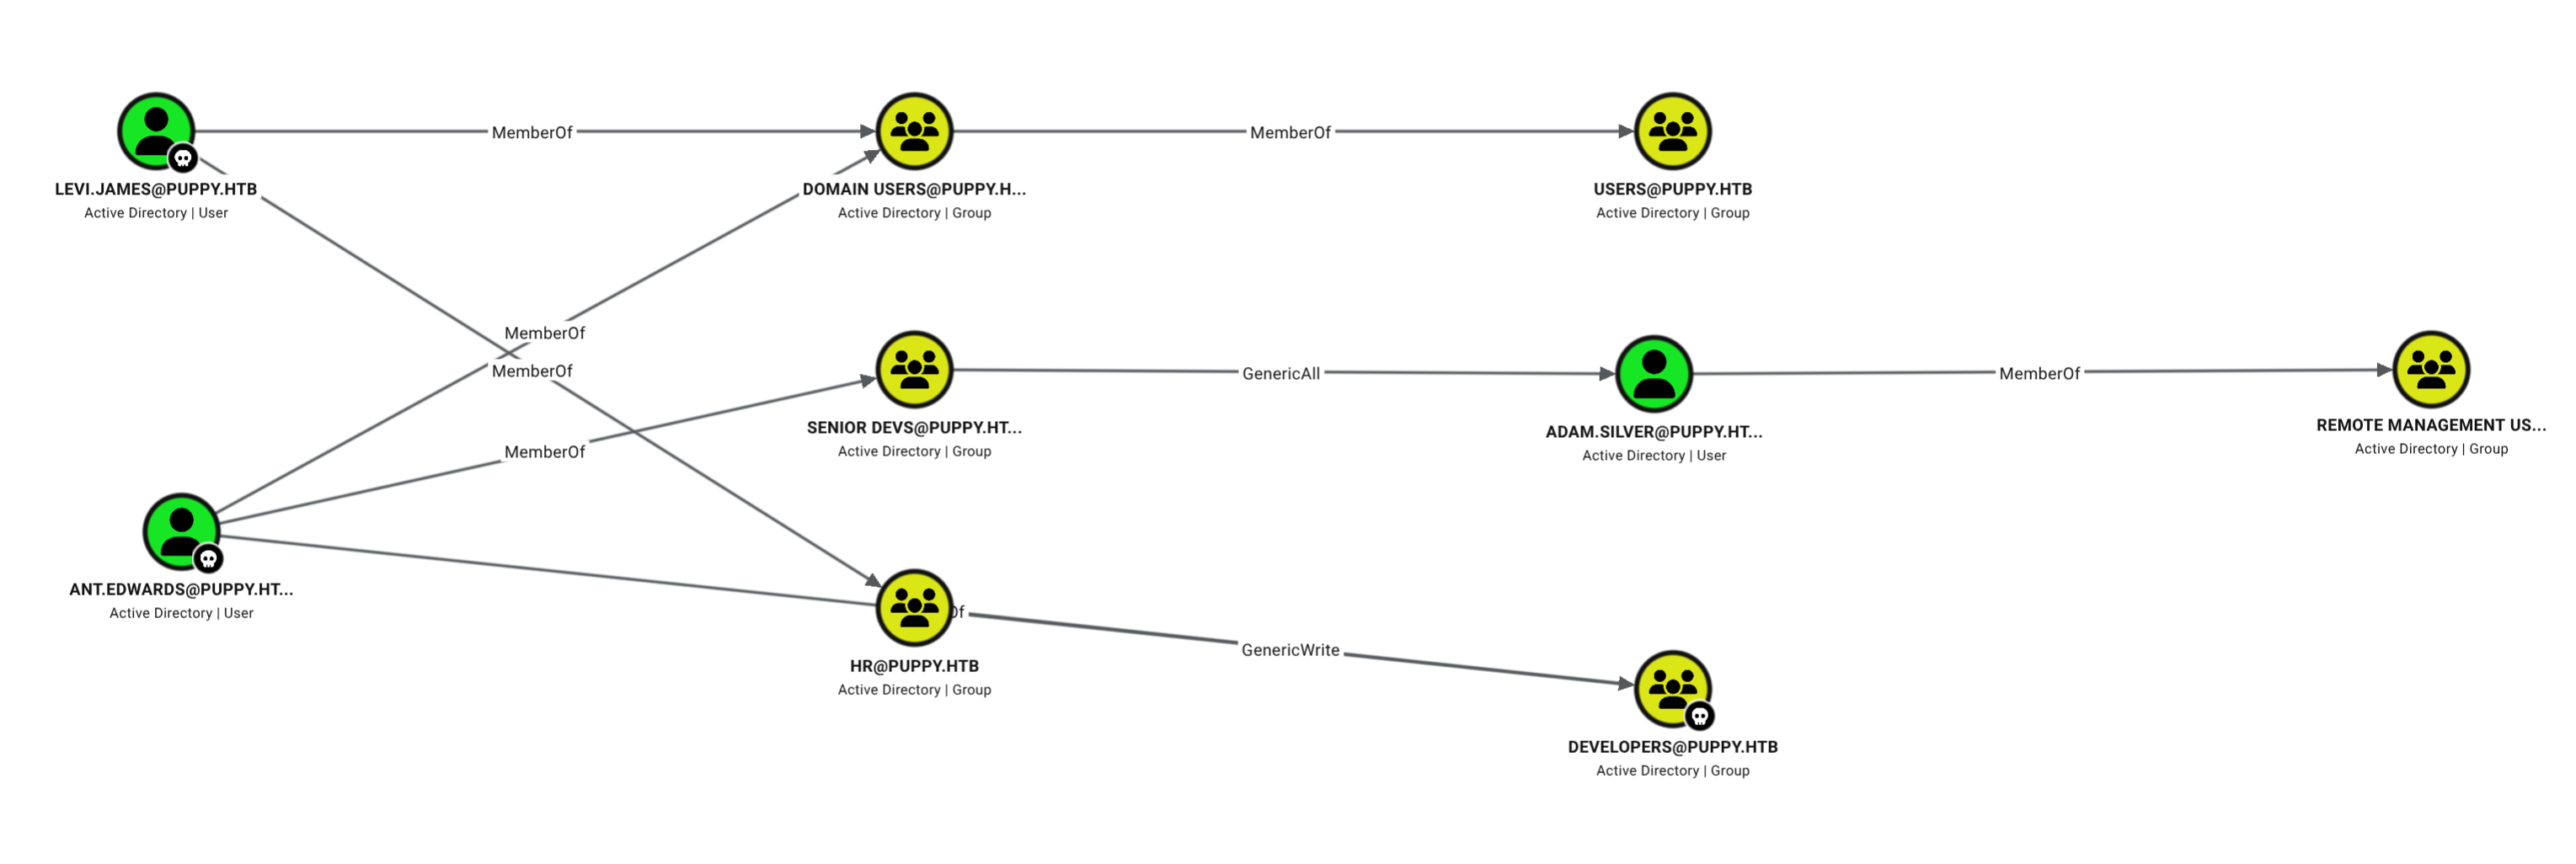 MemberOf
MemberOf
LEVI.JAMES@PUPPY.HTB
Active Directory | User
DOMAIN USERS@PUPPY.H...
Active Directory | Group
USERS@PUPPY.HTB
Active Directory | Group
MemberOf
MemberOf
GenericAll
MemberOf
SENIOR DEVS@PUPPY.HT...
Active Directory | Group
ADAM.SILVER@PUPPY.HT...
Active Directory | User
REMOTE MANAGEMENT US...
Active Directory | Group
MemberOf
ANT.EDWARDS@PUPPY.HT...
Active Directory | User
Of
GenericWrite
HR@PUPPY.HTB
Active Directory | Group
DEVELOPERS@PUPPY.HTB
Active Directory | Group